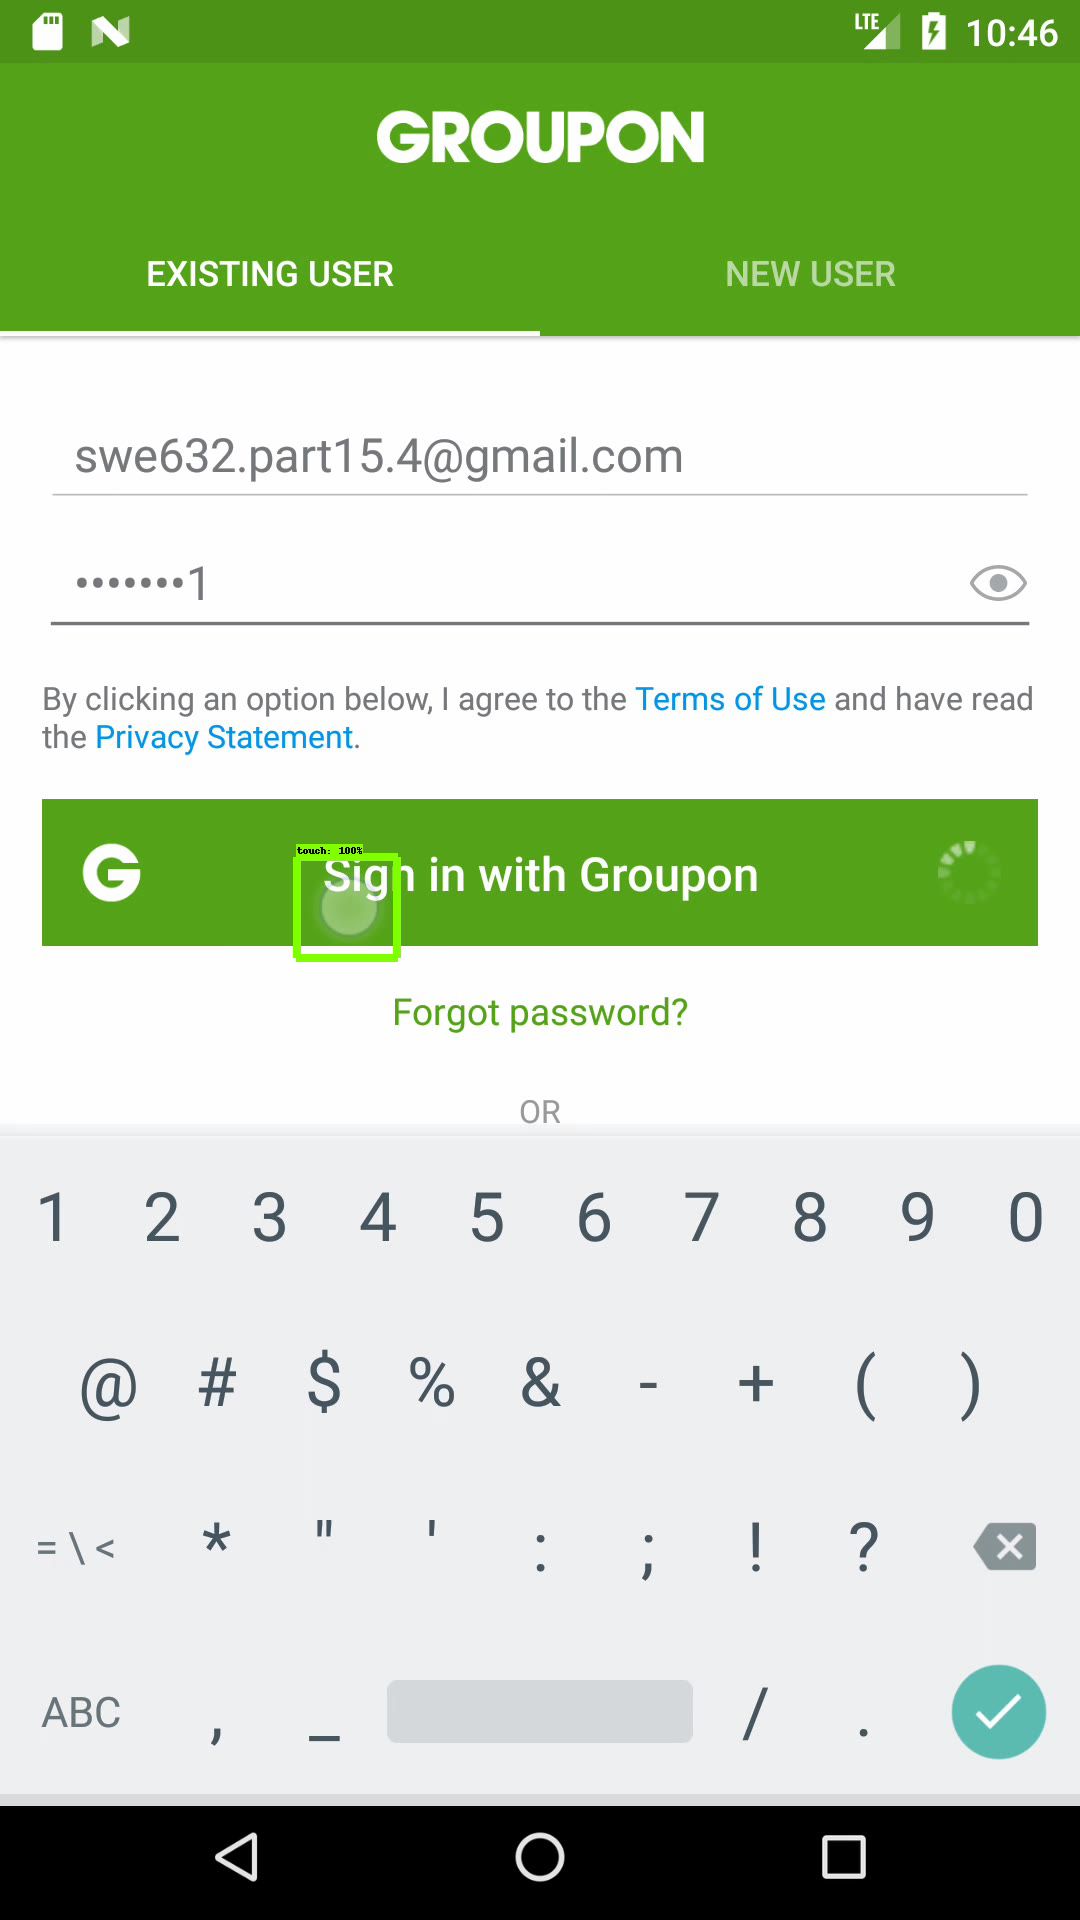 LTE 10:46
GROUPON
EXISTING USER NEW USER
swe632.part15.4@gmail.com
•••••••1
By clicking an option below, I agree to the Terms of Use and have read
the Privacy Statement.
touch: 100%
G Sign in with Groupon
Forgot password?
OR
1 2 3 4 5 6 7 8 9 0
@ # $ % & - + ( )
= \ < * " ' : ; ! ?
ABC , _ / .